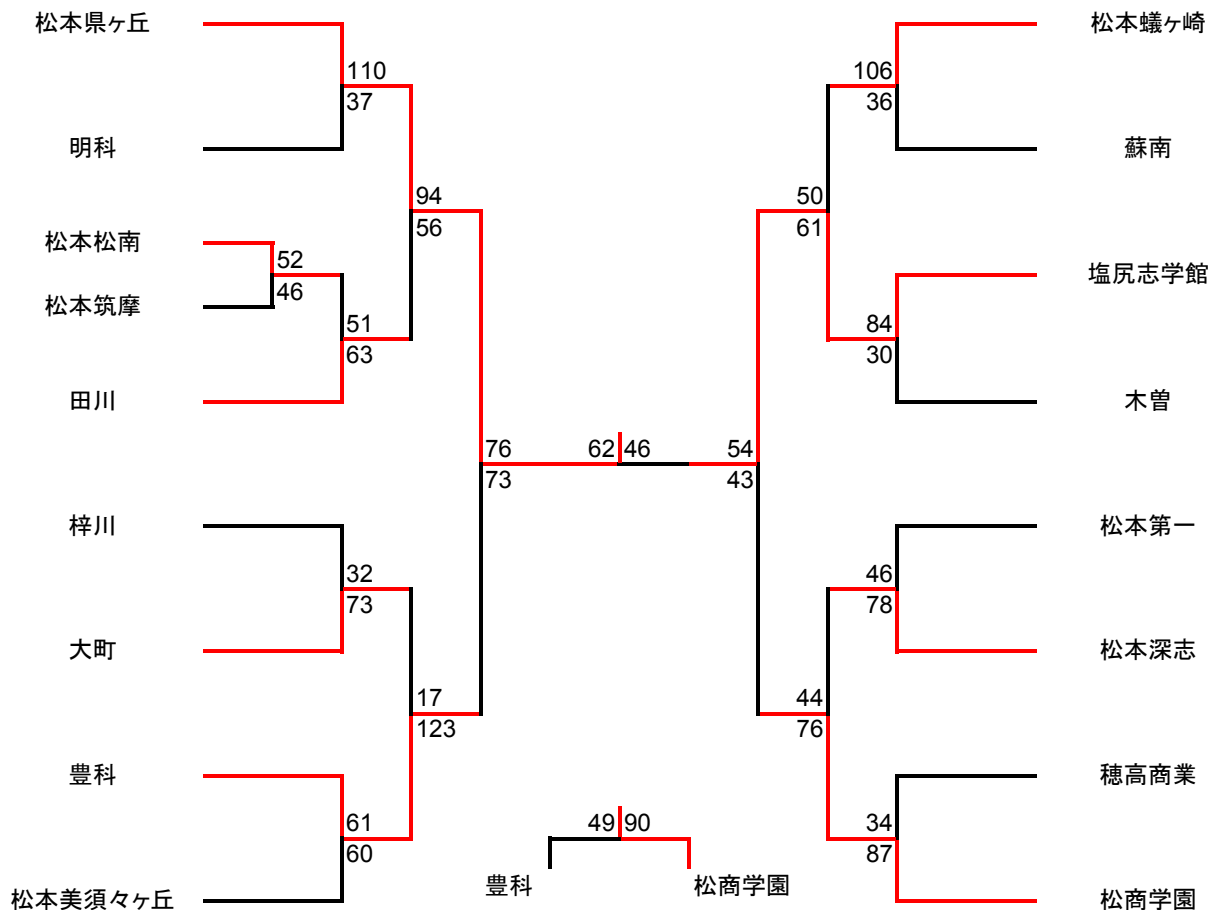 松本県ヶ丘
松本蟻ヶ崎
110
106
37
36
明科
蘇南
94
50
56
61
松本松南
52
塩尻志学館
46
松本筑摩
51
84
63
30
田川
木曽
76
62
46
54
73
43
梓川
松本第一
32
46
73
78
大町
松本深志
17
44
123
76
豊科
穂高商業
61
49
90
34
60
87
豊科
松商学園
松本美須々ヶ丘
松商学園